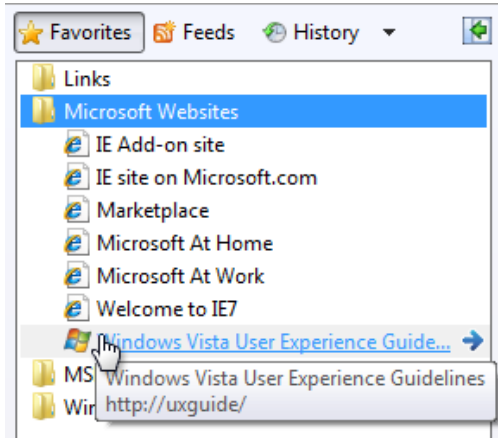 Favorites Feeds History
Links
Microsoft Websites
IE Add-on site
IE site on Microsoft.com
Marketplace
Microsoft At Home
Microsoft At Work
Welcome to IE7
Windows Vista User Experience Guide...
MS
Windows Vista User Experience Guidelines
http://uxguide/